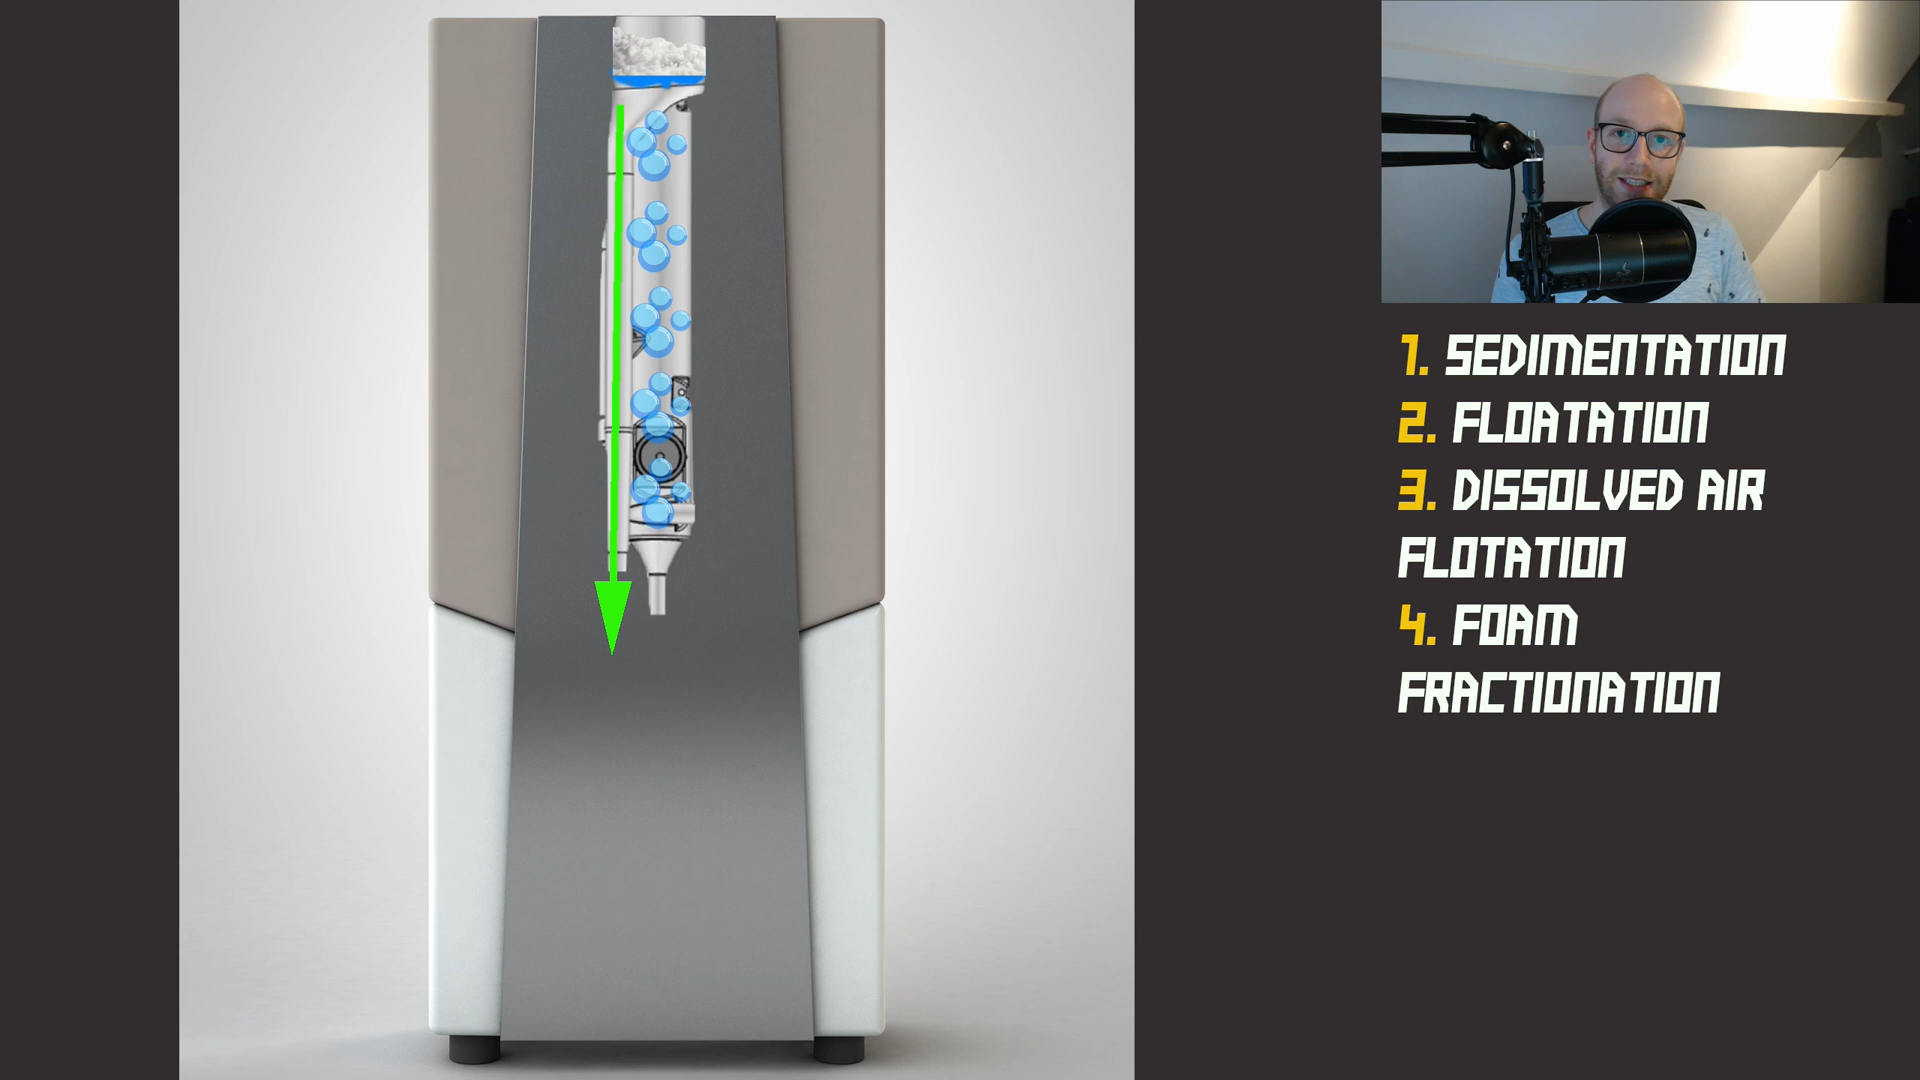 1. SEDIMENTATION
2. FLOATATION
3. DISSOLVED AIR
FLOTATION
4. FOAM
FRACTIONATION